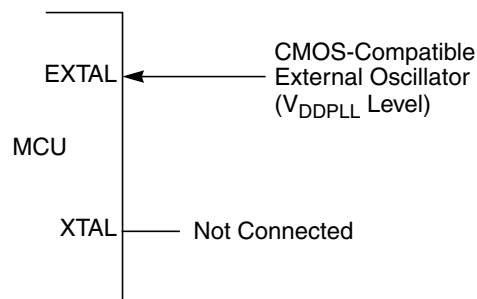 CMOS-Compatible
EXTAL External Oscillator
(VDDPLL Level)
MCU
XTAL Not Connected